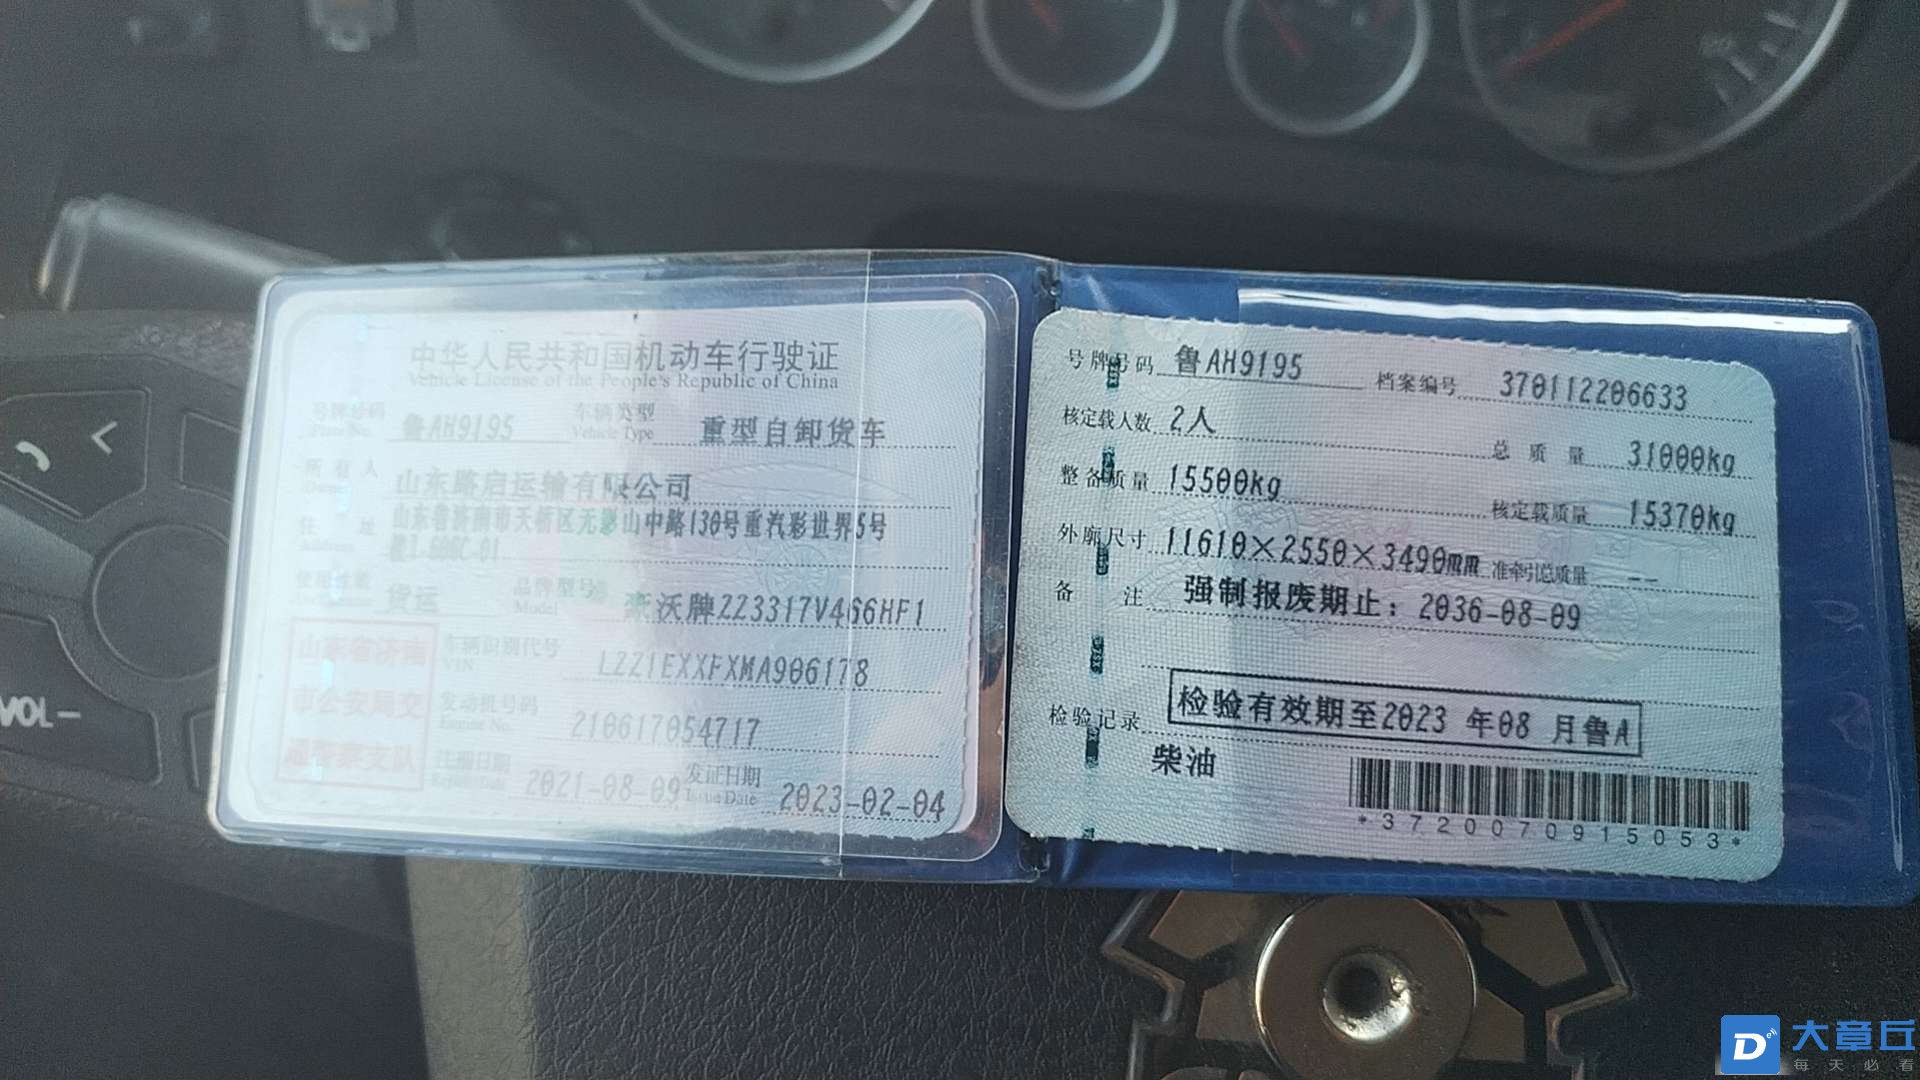 中华人民共和国机动车行驶证
Vehicle License of the People's Republic of China
号牌号码 鲁AH9195 车辆类型 重型自卸货车
Plate No. Vehicle Type
所有人 山东路启运输有限公司
Owner
住址 山东省济南市天桥区无影山中路130号重汽彩世界5号
Address 楼1-606C-01
使用性质 货运 品牌型号 豪沃牌ZZ3317V466HF1
Model
山东省济南
市公安局交
通警察支队
车辆识别代号 LZZ1EXXFXMA906178
VIN
发动机号码 210617054717
Engine No.
注册日期 2021-08-09 发证日期 2023-02-04
Register Date Issue Date
号牌号码 鲁AH9195 档案编号 370112206633
核定载人数 2人 总质量 31000kg
整备质量 15500kg 核定载质量 15370kg
外廓尺寸 11610×2550×3490mm 准牵引总质量 --
备注 强制报废期止：2036-08-09
检验记录 检验有效期至2023 年08 月鲁A
柴油
*3720070915053*
VOL-
大章丘
每天必看